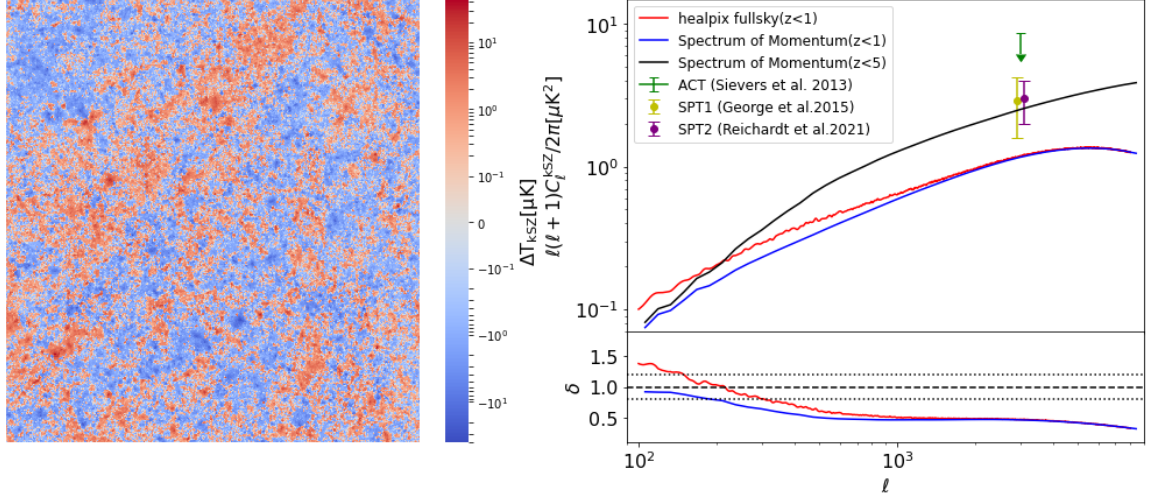 10¹
10⁰
10⁻¹
0
−10⁻¹
−10⁰
−10¹
ΔT_kSZ[μK]
ℓ(ℓ + 1)C_ℓ^kSZ/2π[μK²]
10¹
10⁰
10⁻¹
healpix fullsky(z<1)
Spectrum of Momentum(z<1)
Spectrum of Momentum(z<5)
ACT (Sievers et al. 2013)
SPT1 (George et al.2015)
SPT2 (Reichardt et al.2021)
δ
1.5
1.0
0.5
10²
10³
ℓ